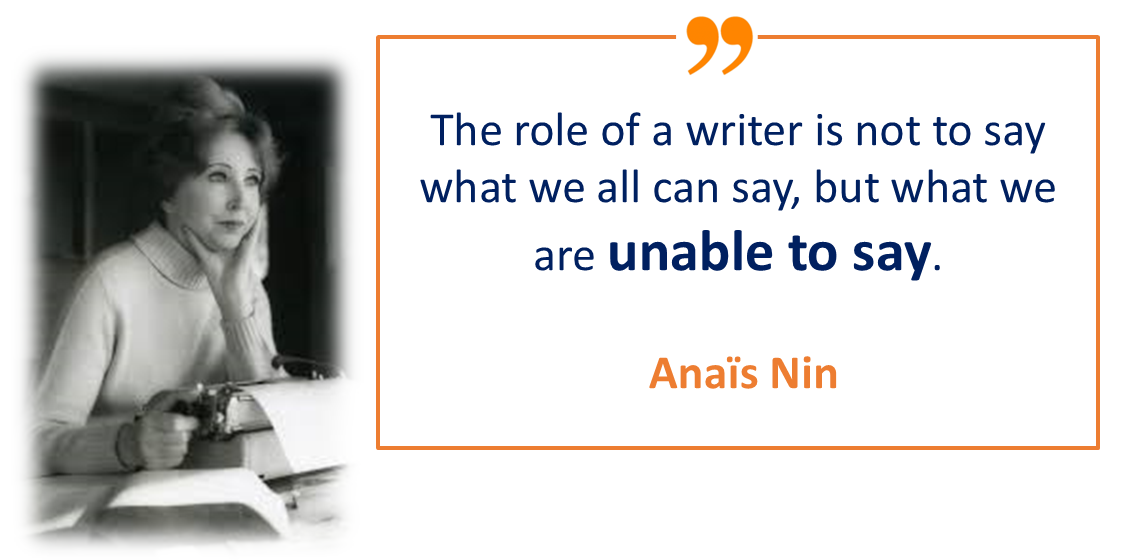 ”
The role of a writer is not to say
what we all can say, but what we
are unable to say.
Anaïs Nin